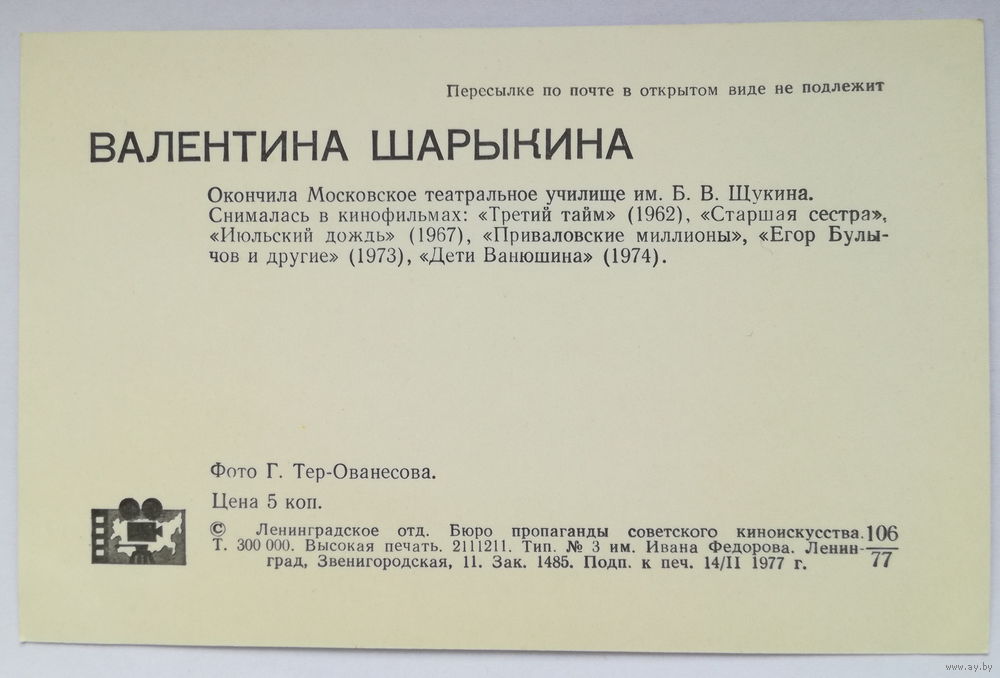 Пересылке по почте в открытом виде не подлежит
ВАЛЕНТИНА ШАРЫКИНА
Окончила Московское театральное училище им. Б. В. Щукина.
Снималась в кинофильмах: «Третий тайм» (1962), «Старшая сестра»,
«Июльский дождь» (1967), «Приваловские миллионы», «Егор Булы-
чов и другие» (1973), «Дети Ванюшина» (1974).
Фото Г. Тер-Ованесова.
Цена 5 коп.
© Ленинградское отд. Бюро пропаганды советского киноискусства. 106
Т. 300 000. Высокая печать. 2111211. Тип. № 3 им. Ивана Федорова. Ленин-
град, Звенигородская, 11. Зак. 1485. Подп. к печ. 14/II 1977 г. 77
www.ay.by